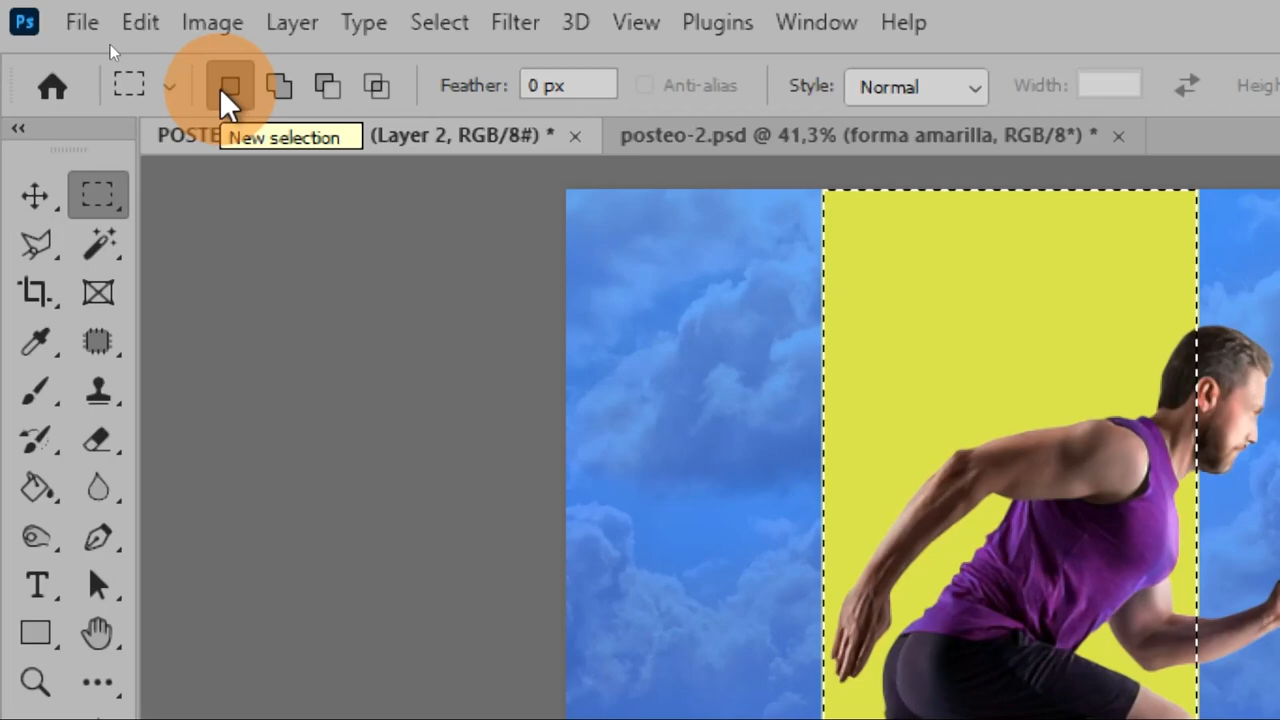 Ps File Edit Image Layer Type Select Filter 3D View Plugins Window Help
Feather: 0 px Anti-alias Style: Normal Width:
POSTE (Layer 2, RGB/8#) * × posteo-2.psd @ 41,3% (forma amarilla, RGB/8*) * ×
New selection